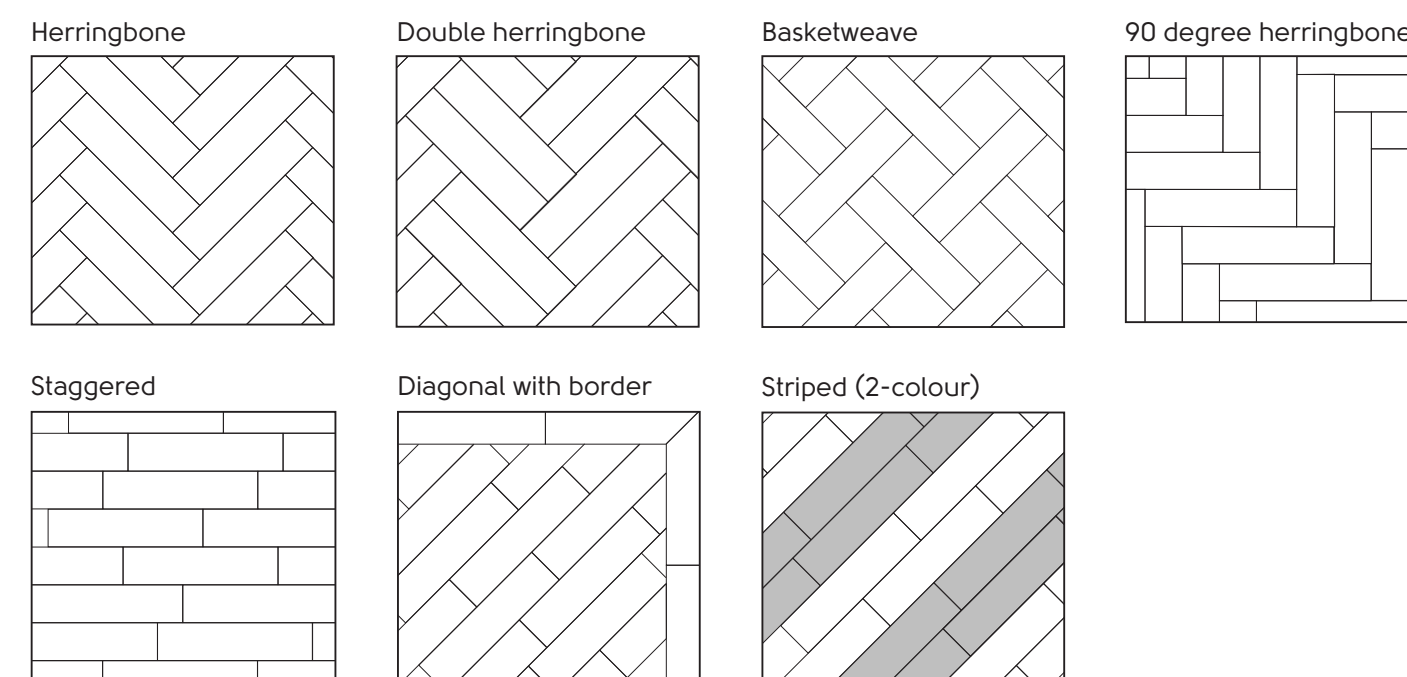 Herringbone
Double herringbone
Basketweave
90 degree herringbone
Staggered
Diagonal with border
Striped (2-colour)